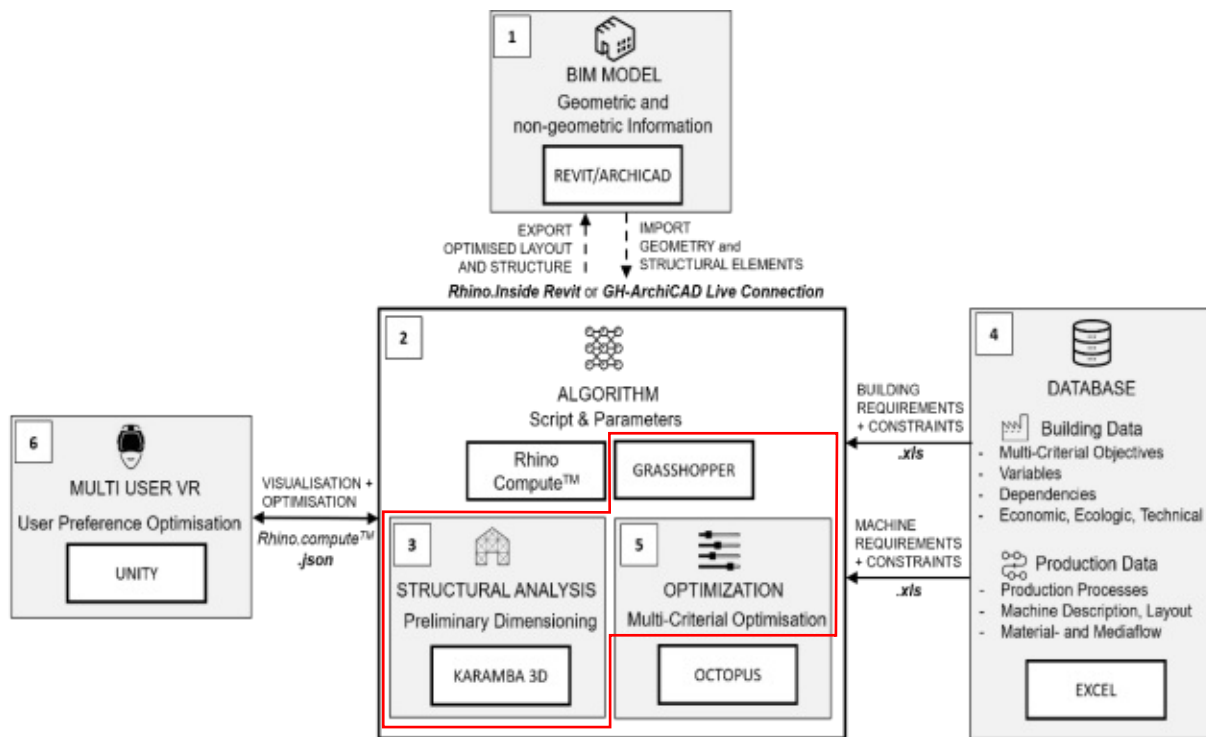 1
BIM MODEL
Geometric and
non-geometric Information
REVIT/ARCHICAD
EXPORT
OPTIMISED LAYOUT
AND STRUCTURE
IMPORT
GEOMETRY and
STRUCTURAL ELEMENTS
Rhino.Inside Revit or GH-ArchiCAD Live Connection
2
ALGORITHM
Script & Parameters
Rhino
Compute™
GRASSHOPPER
3
STRUCTURAL ANALYSIS
Preliminary Dimensioning
KARAMBA 3D
5
OPTIMIZATION
Multi-Criterial Optimisation
OCTOPUS
BUILDING
REQUIREMENTS
+ CONSTRAINTS
.xls
MACHINE
REQUIREMENTS
+ CONSTRAINTS
.xls
4
DATABASE
Building Data
- Multi-Criterial Objectives
- Variables
- Dependencies
- Economic, Ecologic, Technical
Production Data
- Production Processes
- Machine Description, Layout
- Material- and Mediaflow
EXCEL
6
MULTI USER VR
User Preference Optimisation
UNITY
VISUALISATION +
OPTIMISATION
Rhino.compute™
.json